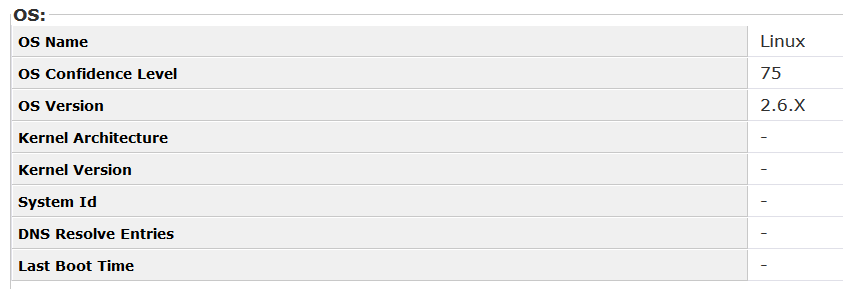 OS:
OS Name Linux
OS Confidence Level 75
OS Version 2.6.X
Kernel Architecture -
Kernel Version -
System Id -
DNS Resolve Entries -
Last Boot Time -